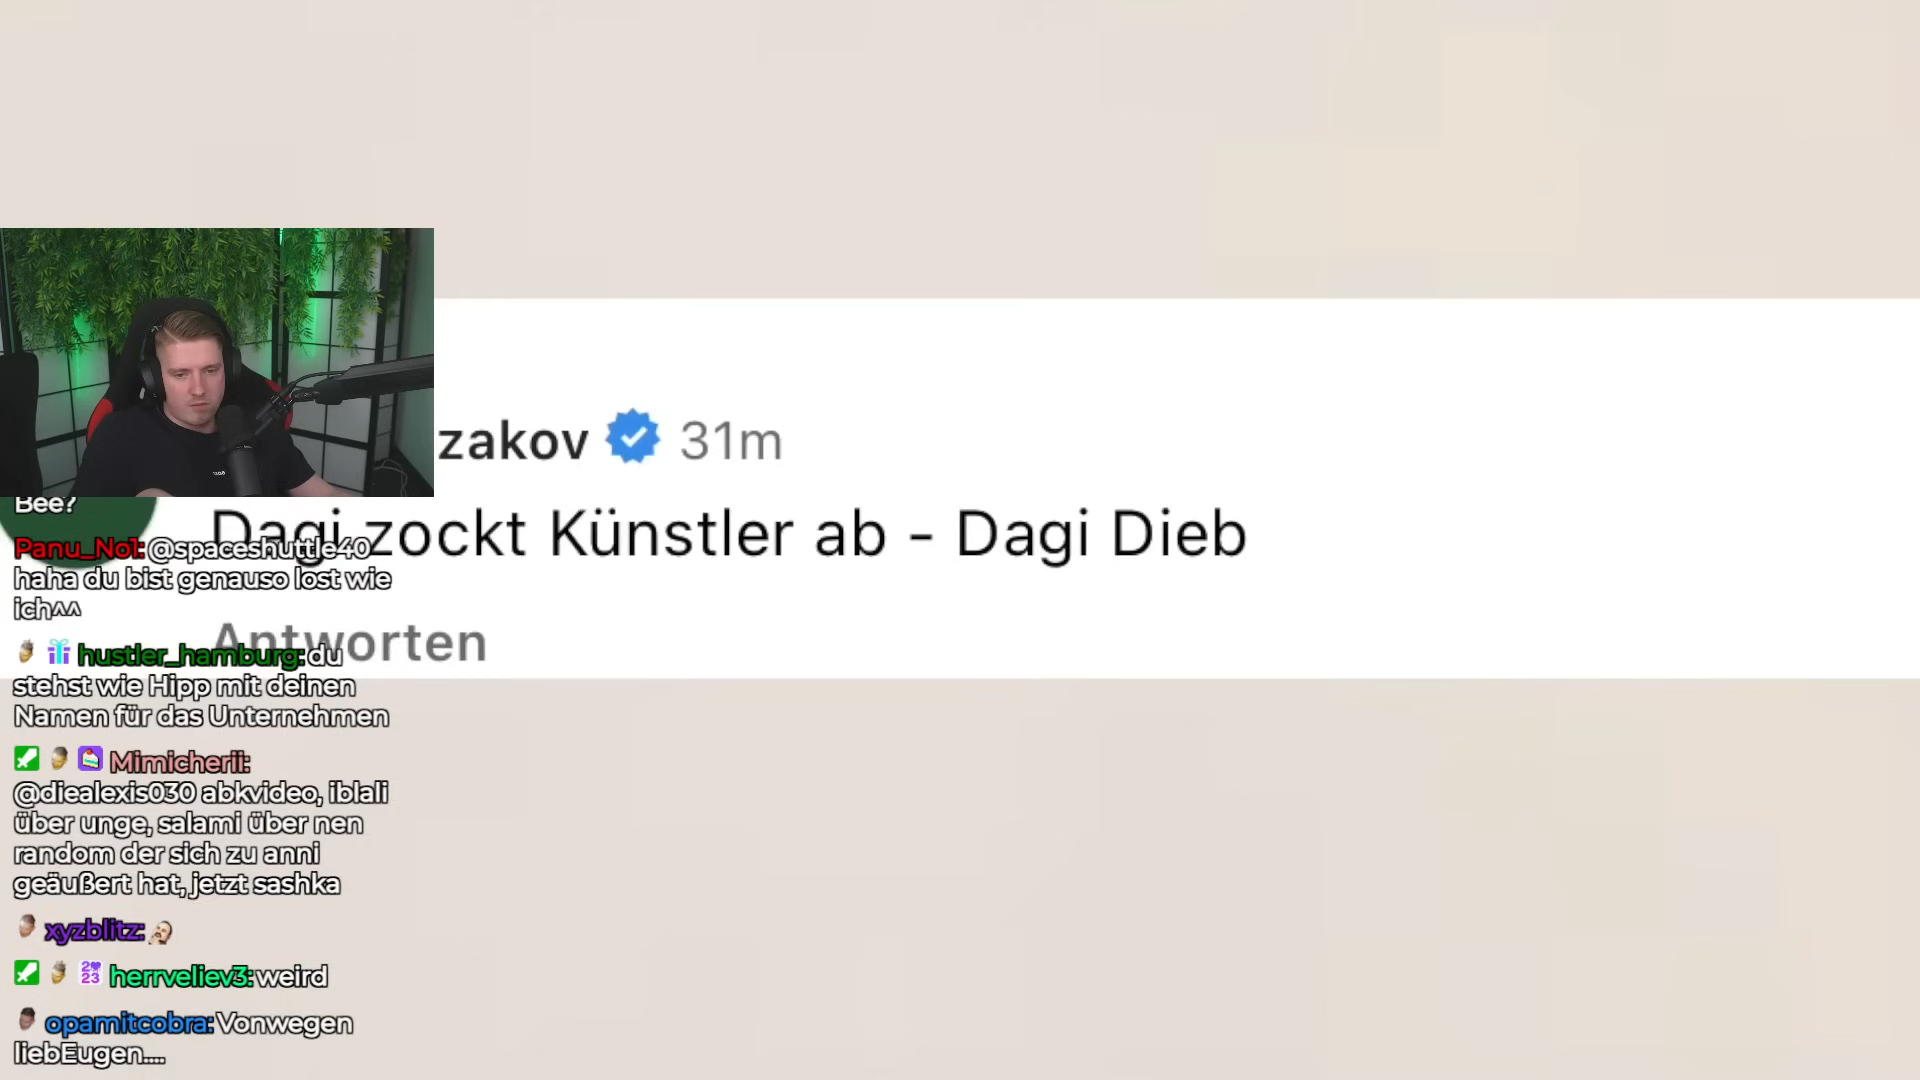 zakov 31m
Dagi zockt Künstler ab - Dagi Dieb
Antworten
Bee?
Panu_No1: @spaceshuttle40
haha du bist genauso lost wie
ich^^
hustler_hamburg: du
stehst wie Hipp mit deinen
Namen für das Unternehmen
Mimicherii:
@diealexis030 abkvideo, iblali
über unge, salami über nen
random der sich zu anni
geäußert hat, jetzt sashka
xyzblitz:
herrveliev3: weird
opamitcobra: Vonwegen
liebEugen....